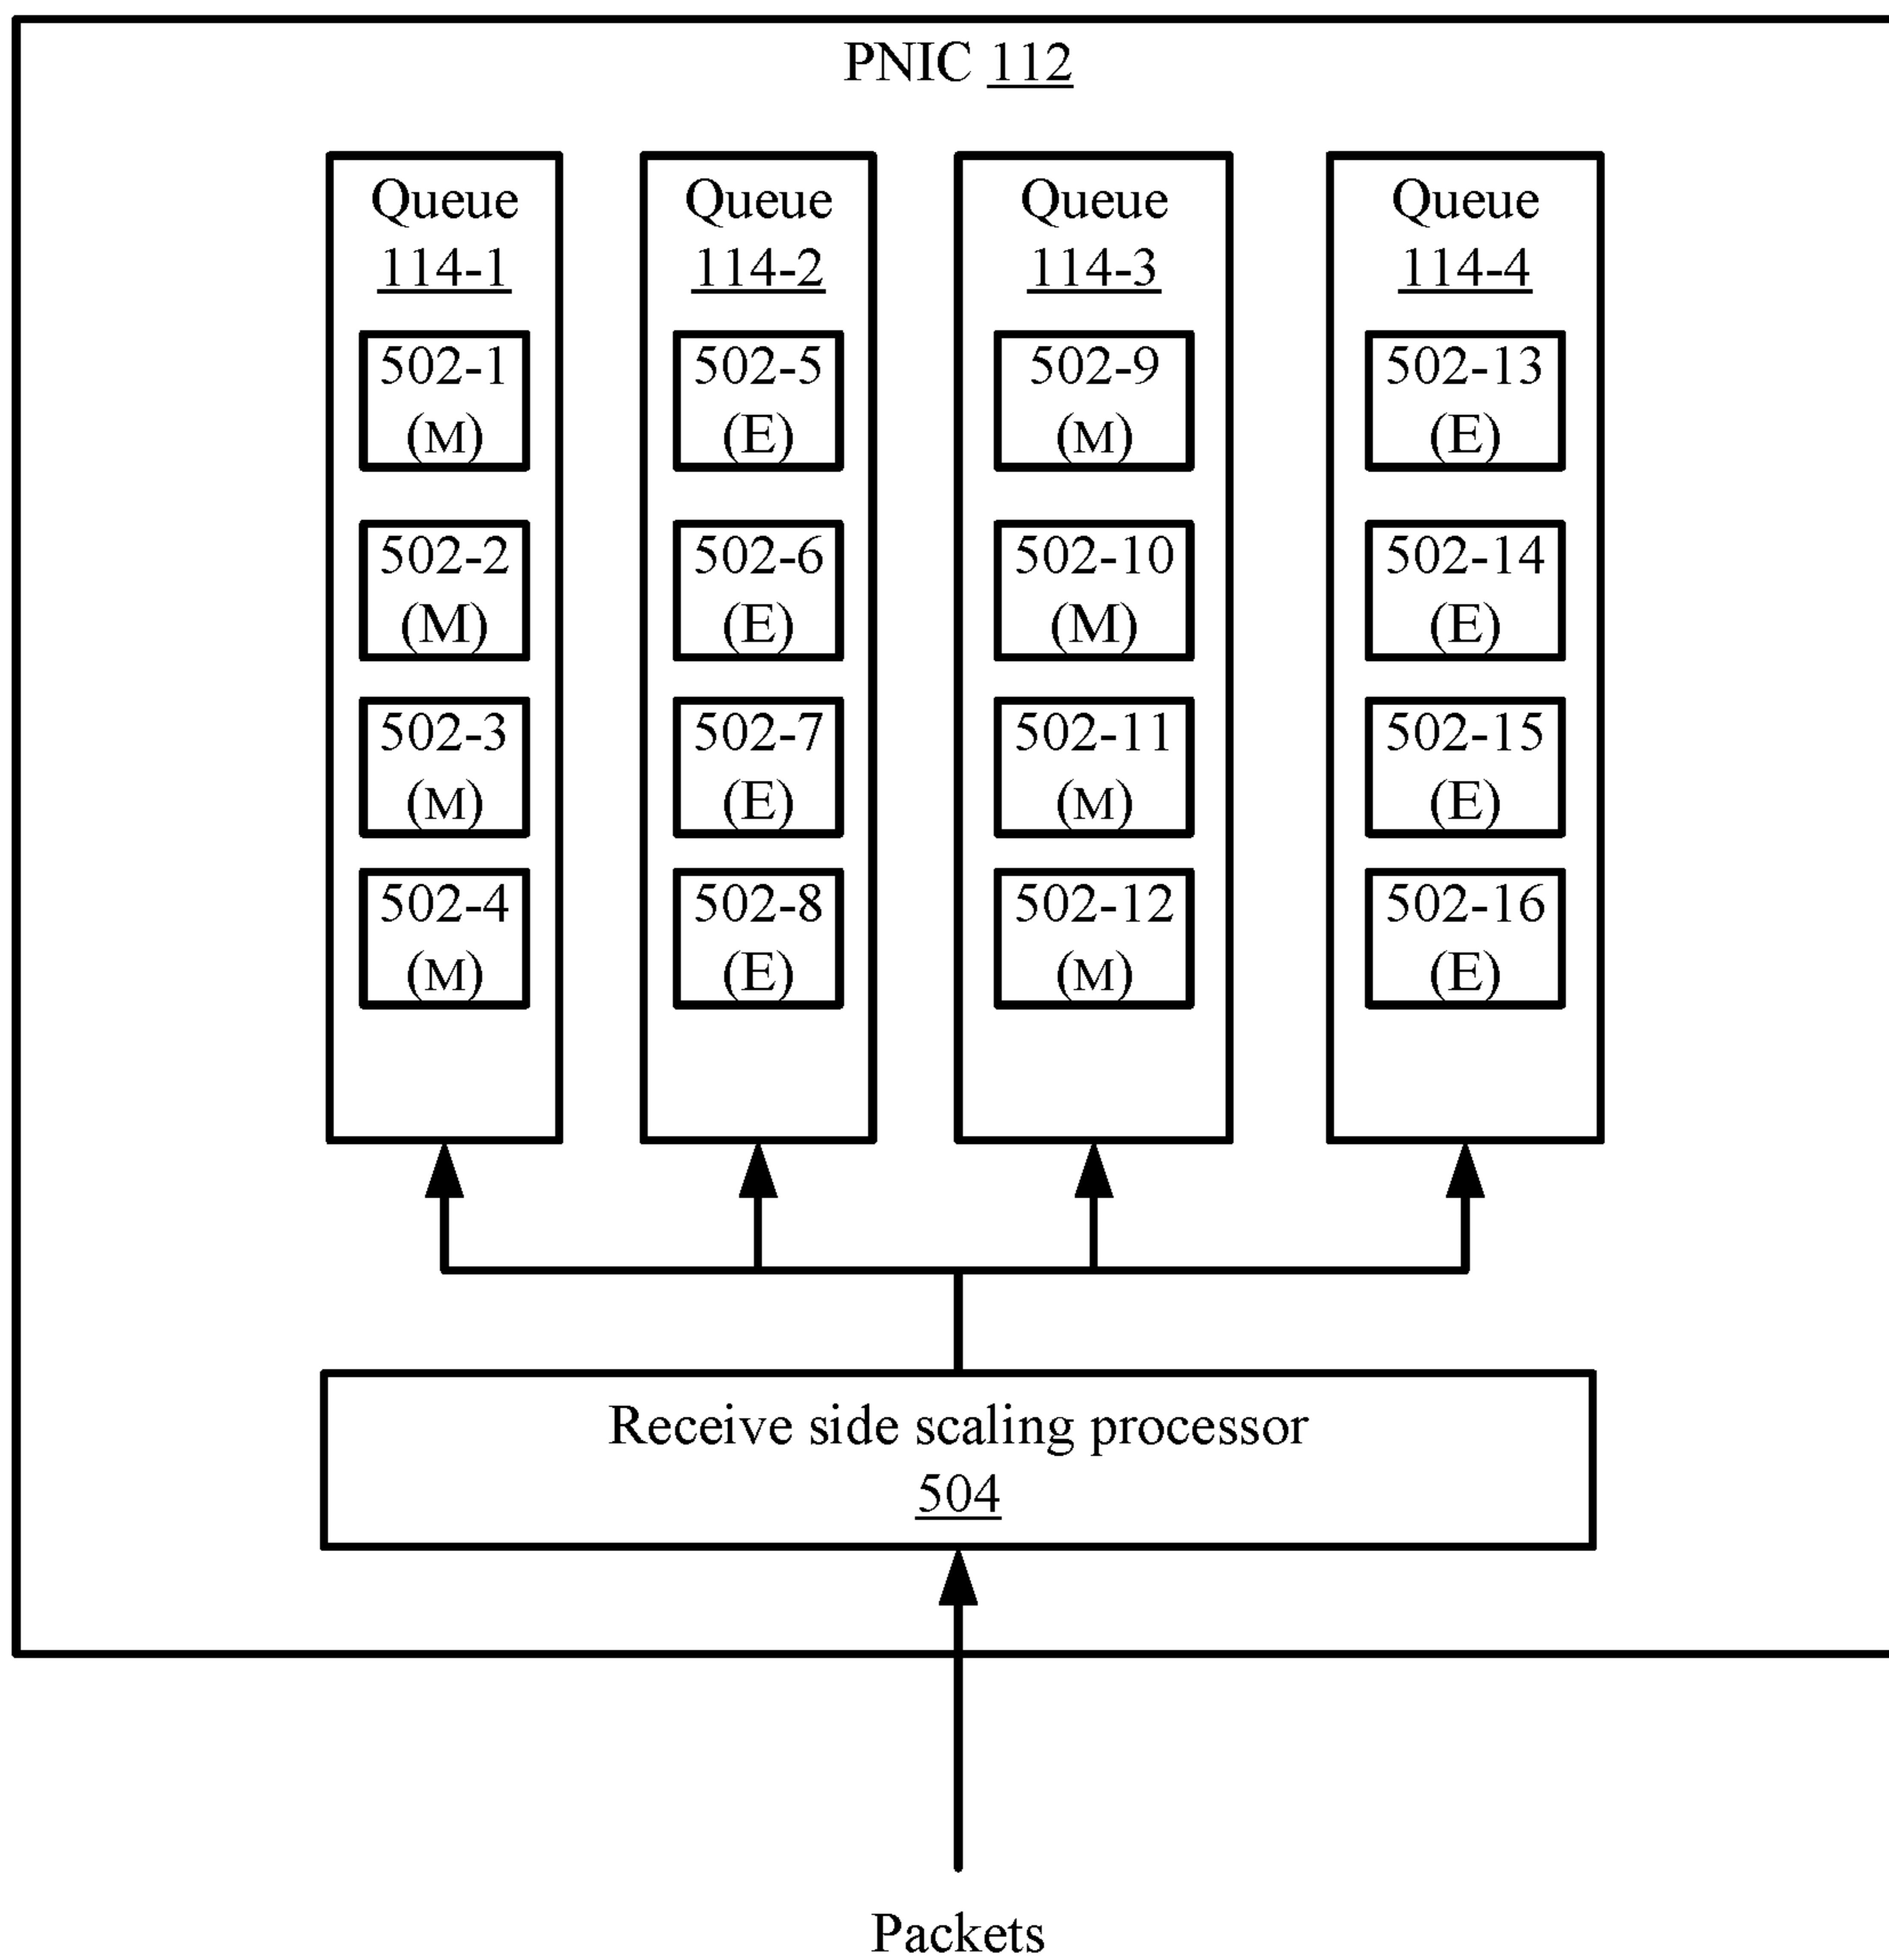 PNIC 112
Queue
114-1
502-1
(M)
502-2
(M)
502-3
(M)
502-4
(M)
Queue
114-2
502-5
(E)
502-6
(E)
502-7
(E)
502-8
(E)
Queue
114-3
502-9
(M)
502-10
(M)
502-11
(M)
502-12
(M)
Queue
114-4
502-13
(E)
502-14
(E)
502-15
(E)
502-16
(E)
Receive side scaling processor
504
Packets